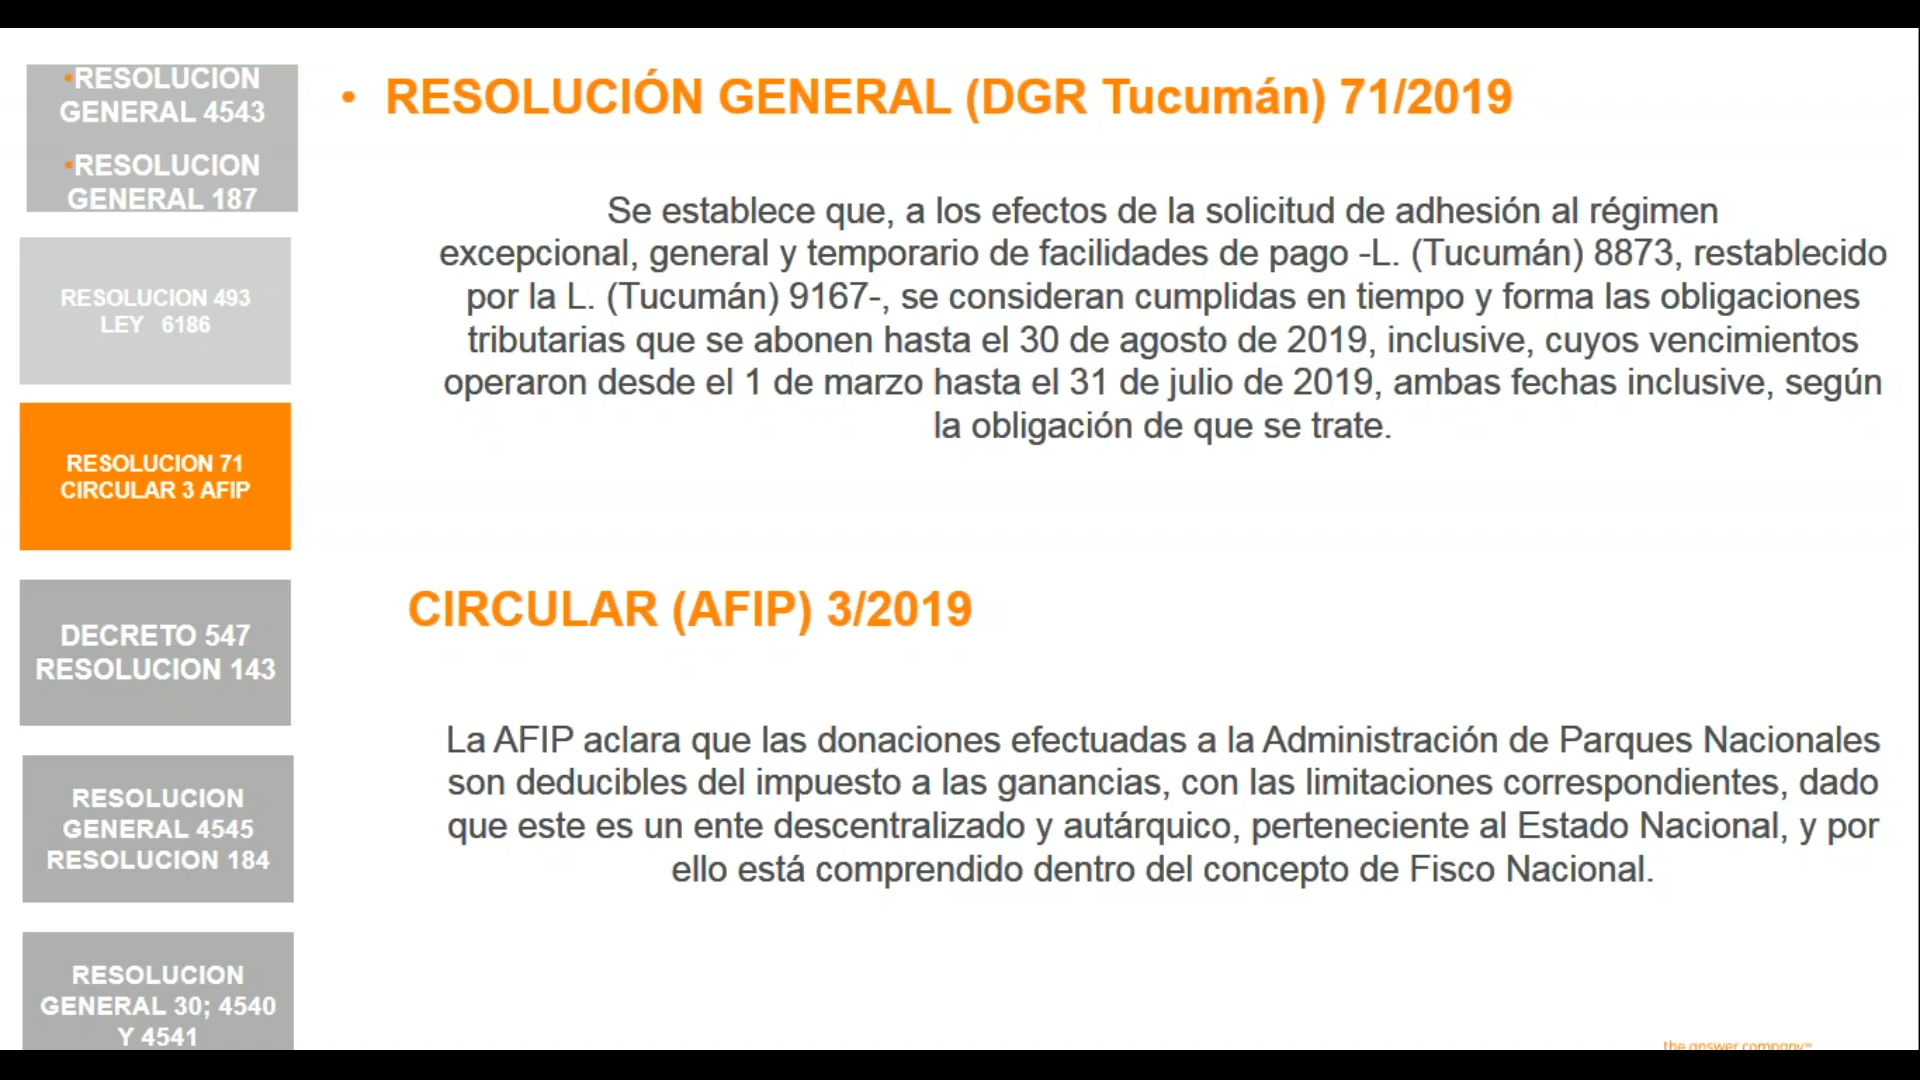 •RESOLUCION
GENERAL 4543
•RESOLUCION
GENERAL 187
RESOLUCION 493
LEY 6186
RESOLUCION 71
CIRCULAR 3 AFIP
DECRETO 547
RESOLUCION 143
RESOLUCION
GENERAL 4545
RESOLUCION 184
RESOLUCION
GENERAL 30; 4540
Y 4541
• RESOLUCIÓN GENERAL (DGR Tucumán) 71/2019
Se establece que, a los efectos de la solicitud de adhesión al régimen
excepcional, general y temporario de facilidades de pago -L. (Tucumán) 8873, restablecido
por la L. (Tucumán) 9167-, se consideran cumplidas en tiempo y forma las obligaciones
tributarias que se abonen hasta el 30 de agosto de 2019, inclusive, cuyos vencimientos
operaron desde el 1 de marzo hasta el 31 de julio de 2019, ambas fechas inclusive, según
la obligación de que se trate.
CIRCULAR (AFIP) 3/2019
La AFIP aclara que las donaciones efectuadas a la Administración de Parques Nacionales
son deducibles del impuesto a las ganancias, con las limitaciones correspondientes, dado
que este es un ente descentralizado y autárquico, perteneciente al Estado Nacional, y por
ello está comprendido dentro del concepto de Fisco Nacional.
the answer company™